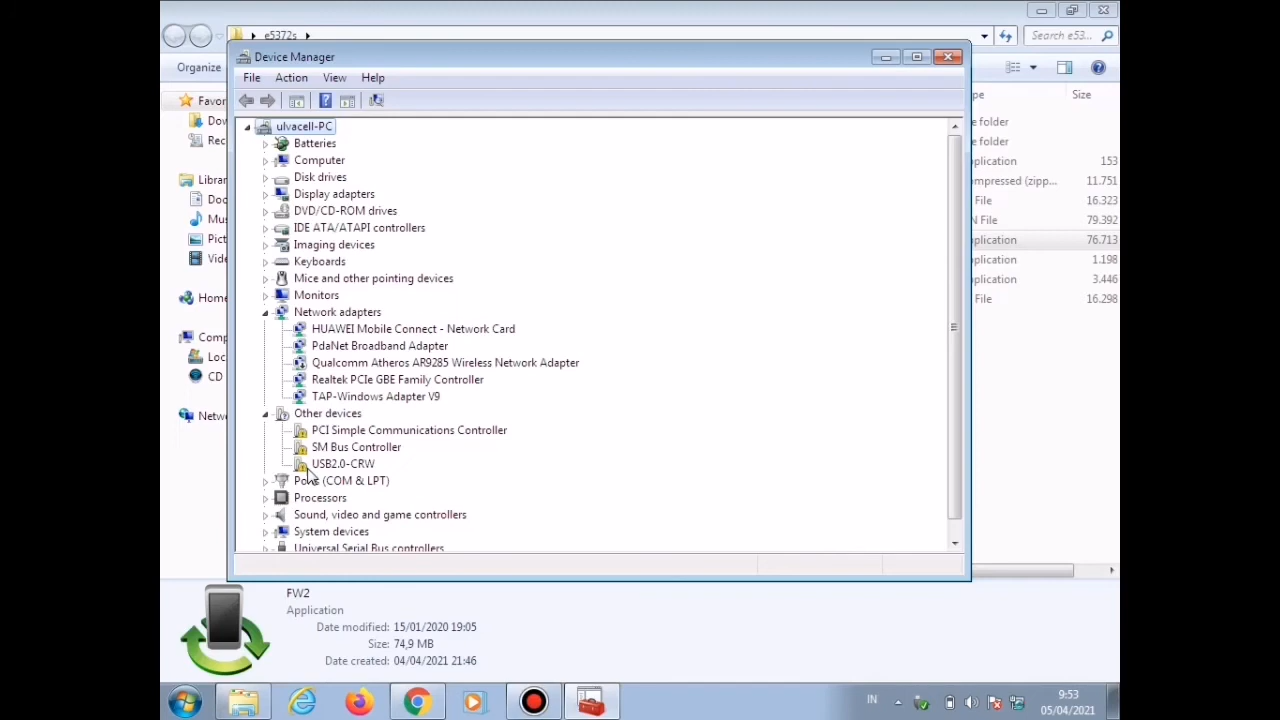 e5372s
Search e53...
Device Manager
Organize
File Action View Help
pe Size
Favor
Dow
Rec
Librar
Doc
Mus
Pict
Vide
Home
Comp
Loc
CD
Netw
ulvacell-PC
Batteries
Computer
Disk drives
Display adapters
DVD/CD-ROM drives
IDE ATA/ATAPI controllers
Imaging devices
Keyboards
Mice and other pointing devices
Monitors
Network adapters
HUAWEI Mobile Connect - Network Card
PdaNet Broadband Adapter
Qualcomm Atheros AR9285 Wireless Network Adapter
Realtek PCIe GBE Family Controller
TAP-Windows Adapter V9
Other devices
PCI Simple Communications Controller
SM Bus Controller
USB2.0-CRW
Ports (COM & LPT)
Processors
Sound, video and game controllers
System devices
Universal Serial Bus controllers
e folder
e folder
pplication 153
ompressed (zipp... 11.751
File 16.323
N File 79.392
pplication 76.713
pplication 1.198
pplication 3.446
File 16.298
FW2
Application
Date modified: 15/01/2020 19:05
Size: 74,9 MB
Date created: 04/04/2021 21:46
IN
9:53
05/04/2021